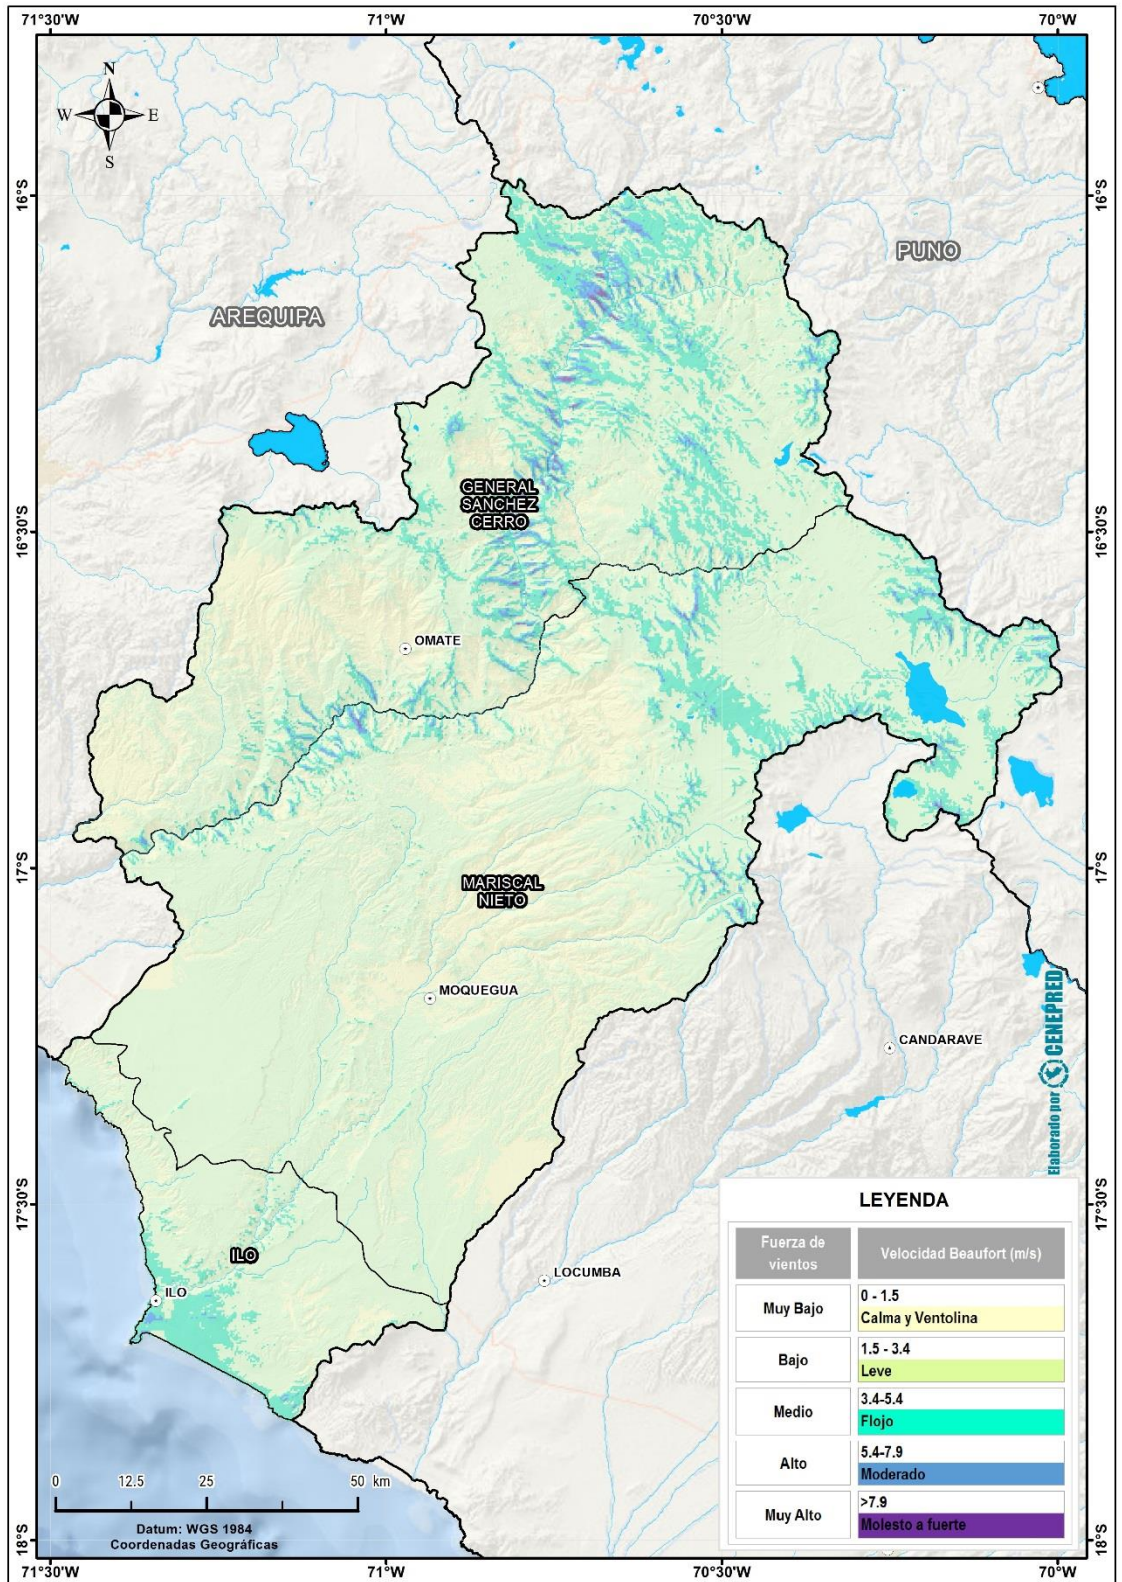 71°30'W
71°W
70°30'W
70°W
N
W
E
S
16°S
16°S
PUNO
AREQUIPA
GENERAL
SANCHEZ
CERRO
16°30'S
16°30'S
OMATE
17°S
17°S
MARISCAL
NIETO
MOQUEGUA
CANDARAVE
Elaborado por CENEPRED
17°30'S
17°30'S
ILO
ILO
LOCUMBA
LEYENDA
Fuerza de
vientos
Velocidad Beaufort (m/s)
Muy Bajo
0 - 1.5
Calma y Ventolina
Bajo
1.5 - 3.4
Leve
Medio
3.4-5.4
Flojo
Alto
5.4-7.9
Moderado
Muy Alto
>7.9
Molesto a fuerte
0 12.5 25 50 km
Datum: WGS 1984
Coordenadas Geográficas
18°S
18°S
71°30'W
71°W
70°30'W
70°W